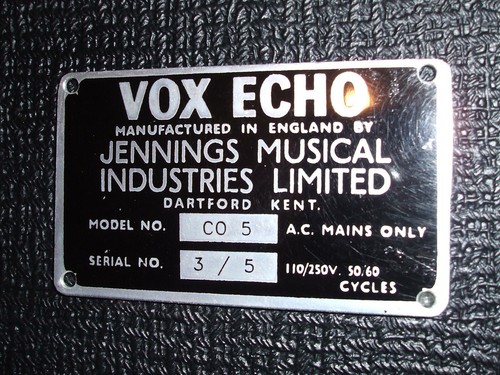 VOX ECHO
MANUFACTURED IN ENGLAND BY
JENNINGS MUSICAL
INDUSTRIES LIMITED
DARTFORD KENT.
MODEL NO. CO 5 A.C. MAINS ONLY
SERIAL NO. 3 / 5 110/250V. 50/60
CYCLES